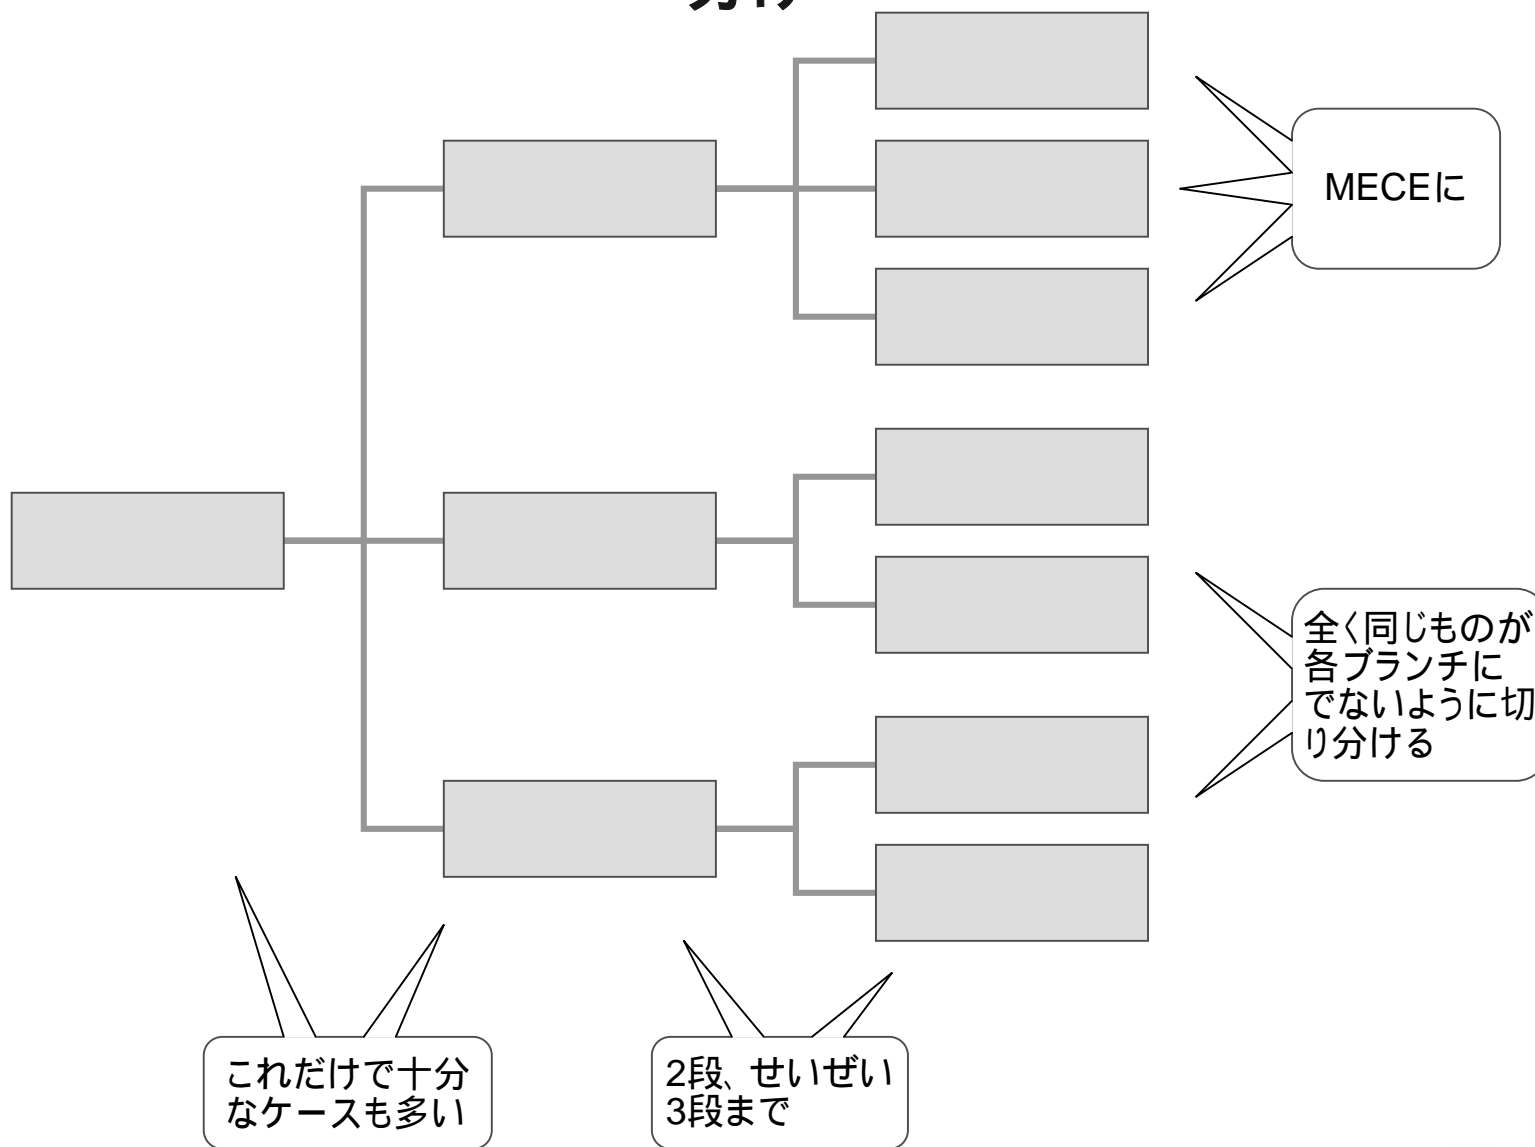 MECEに
全く同じものが
各ブランチに
でないように切
り分ける
これだけで十分
なケースも多い
2段、せいぜい
3段まで